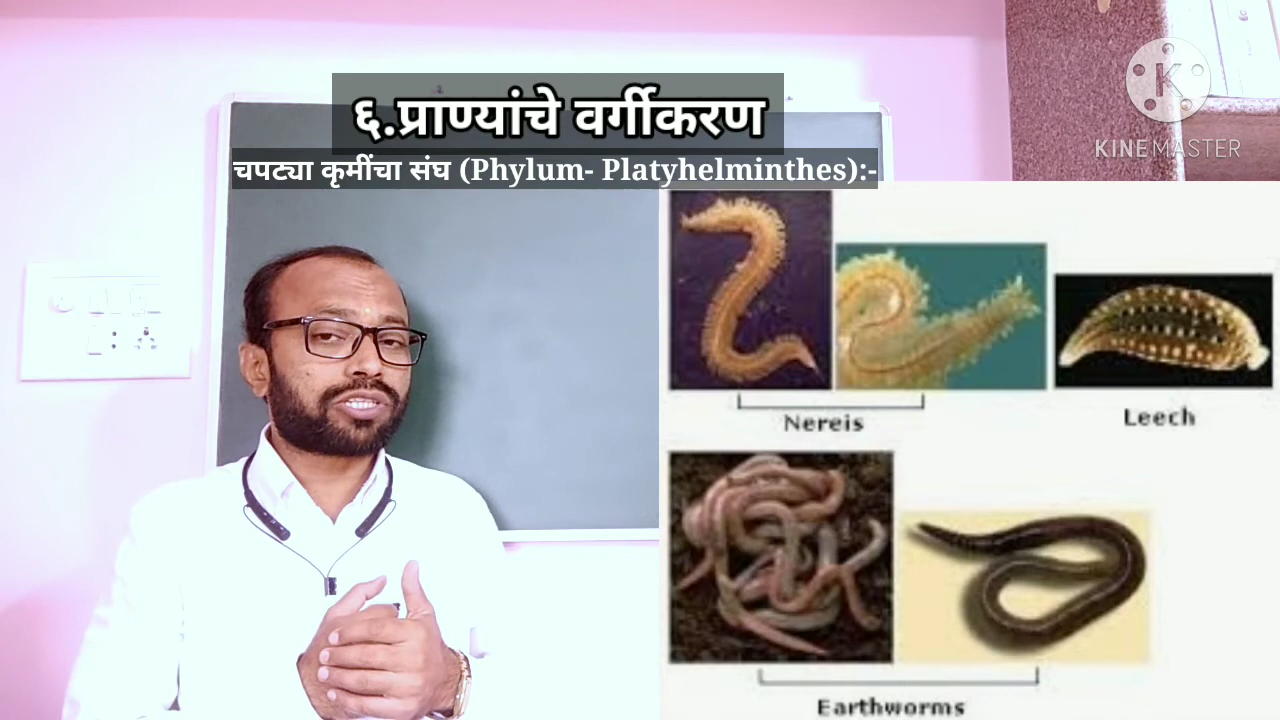 ६.प्राण्यांचे वर्गीकरण
चपट्या कृमींचा संघ (Phylum- Platyhelminthes):-
KINEMASTER
Nereis
Leech
Earthworms